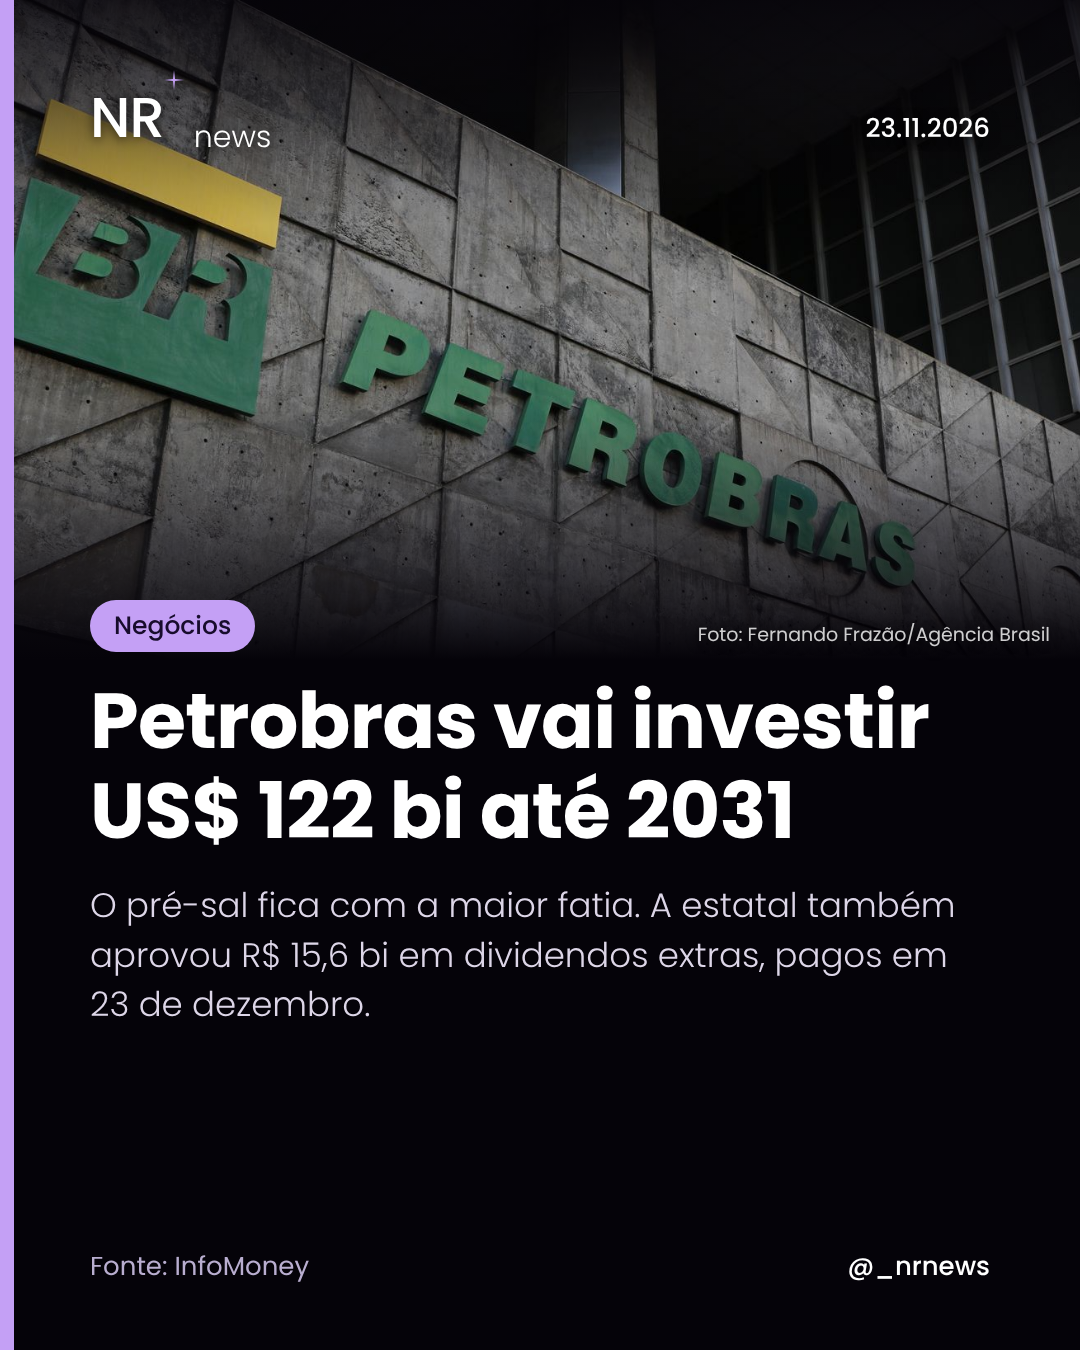 NR news
23.11.2026
BR
PETROBRAS
Negócios
Foto: Fernando Frazão/Agência Brasil
Petrobras vai investir
US$ 122 bi até 2031
O pré-sal fica com a maior fatia. A estatal também
aprovou R$ 15,6 bi em dividendos extras, pagos em
23 de dezembro.
Fonte: InfoMoney
@_nrnews